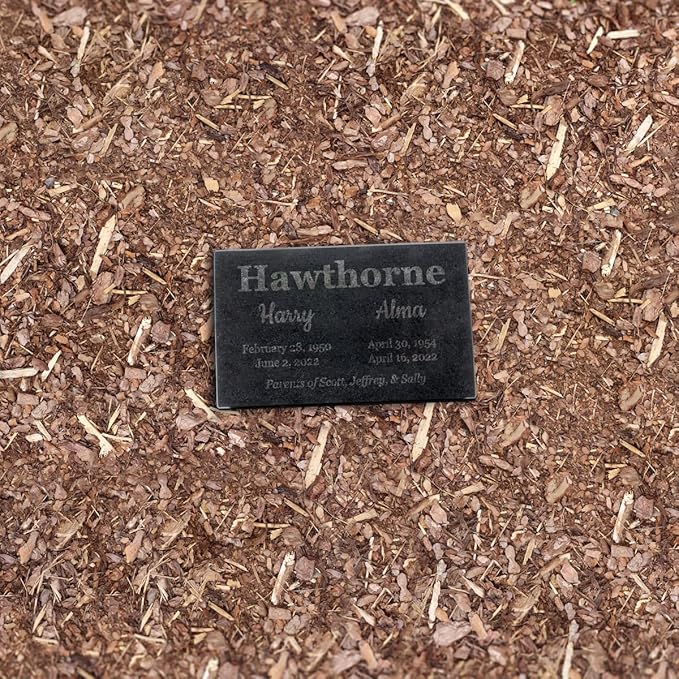 Hawthorne
Harry Alma
February 28, 1950 April 30, 1954
June 2, 2022 April 16, 2022
Parents of Scott, Jeffrey, & Sally